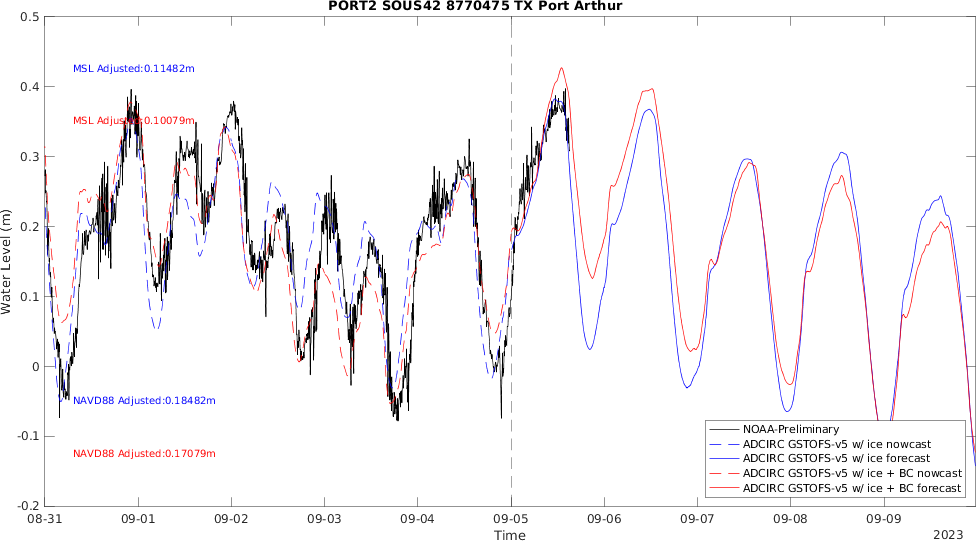 PORT2 SOUS42 8770475 TX Port Arthur
0.5
MSL Adjusted:0.11482m
0.4
MSL Adjusted:0.10079m
0.3
0.2
Water Level (m)
0.1
0
NAVD88 Adjusted:0.18482m
-0.1
NAVD88 Adjusted:0.17079m
-0.2
NOAA-Preliminary
ADCIRC GSTOFS-v5 w/ ice nowcast
ADCIRC GSTOFS-v5 w/ ice forecast
ADCIRC GSTOFS-v5 w/ice + BC nowcast
ADCIRC GSTOFS-v5 w/ice + BC forecast
08-31 09-01 09-02 09-03 09-04 09-05 09-06 09-07 09-08 09-09
Time
2023